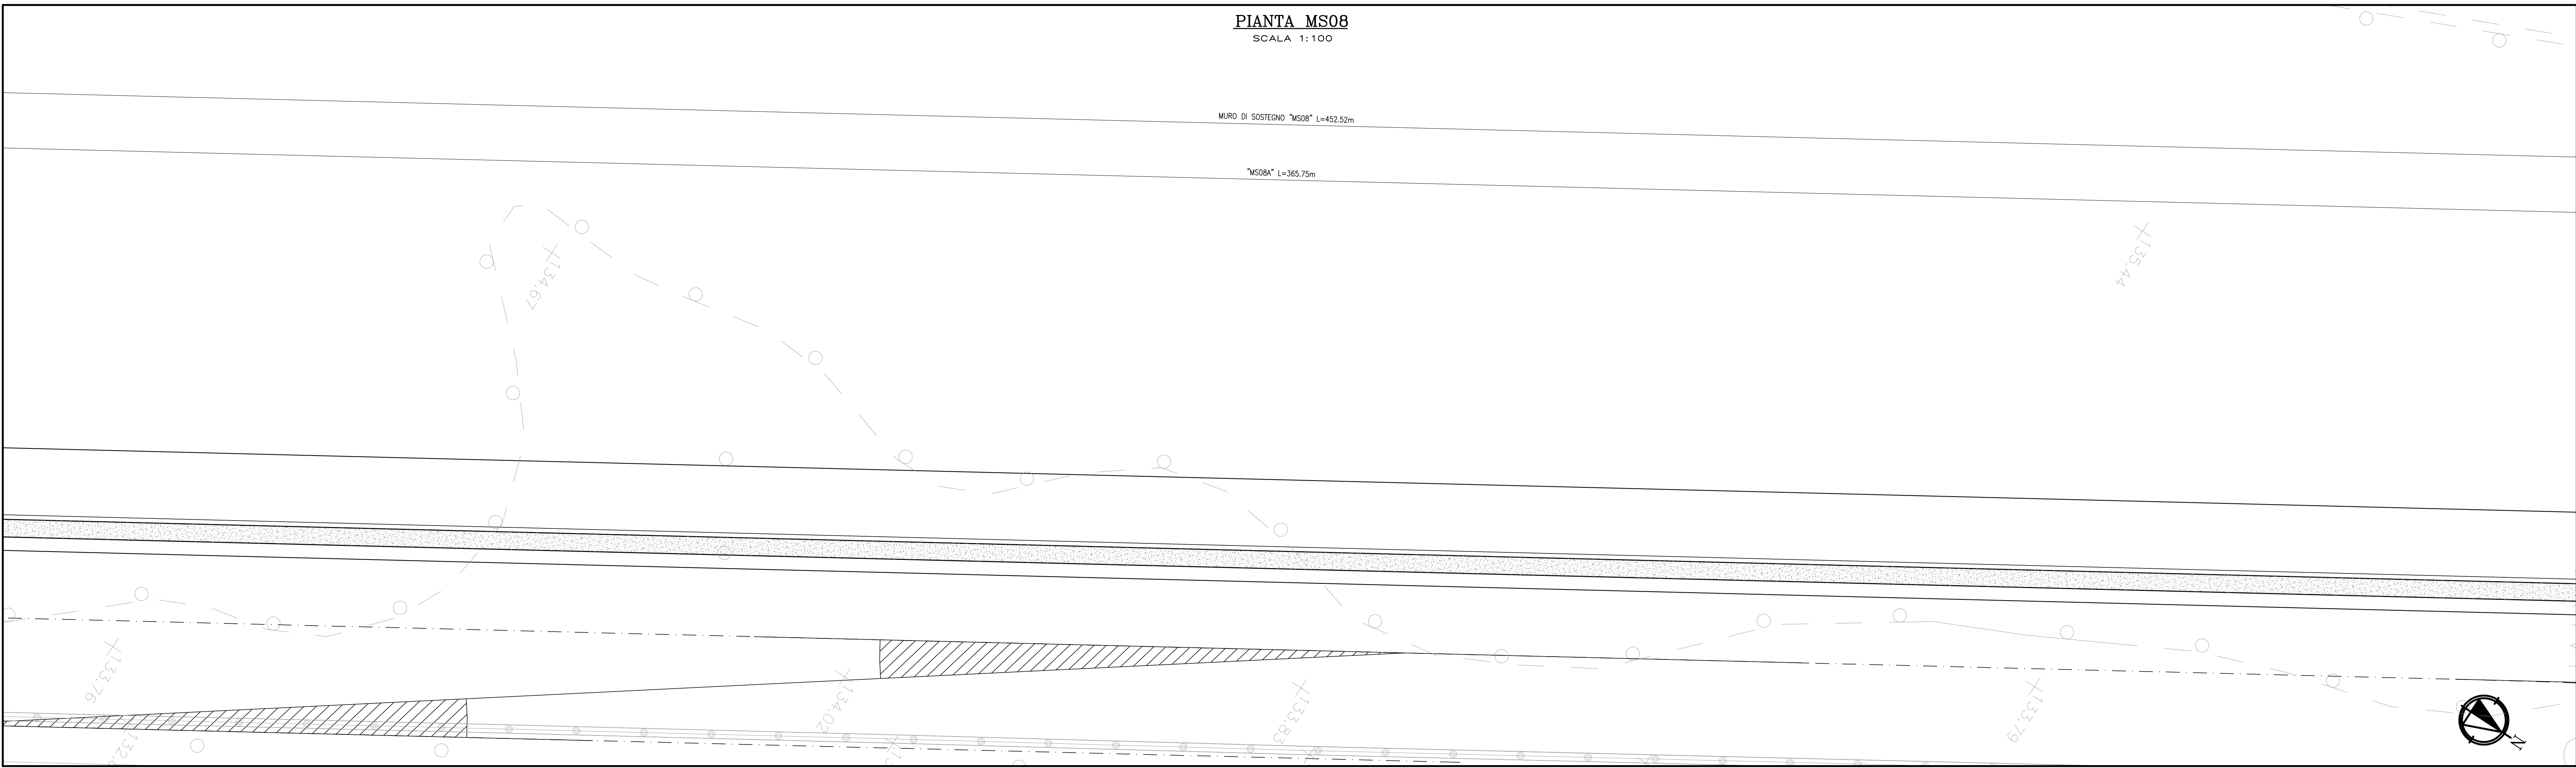 PIANTA MS08
SCALA 1:100
MURO DI SOSTEGNO "MS08" L=452.52m
"MS08A" L=365.75m
134.67
135.44
133.76
134.02
133.83
133.79
N